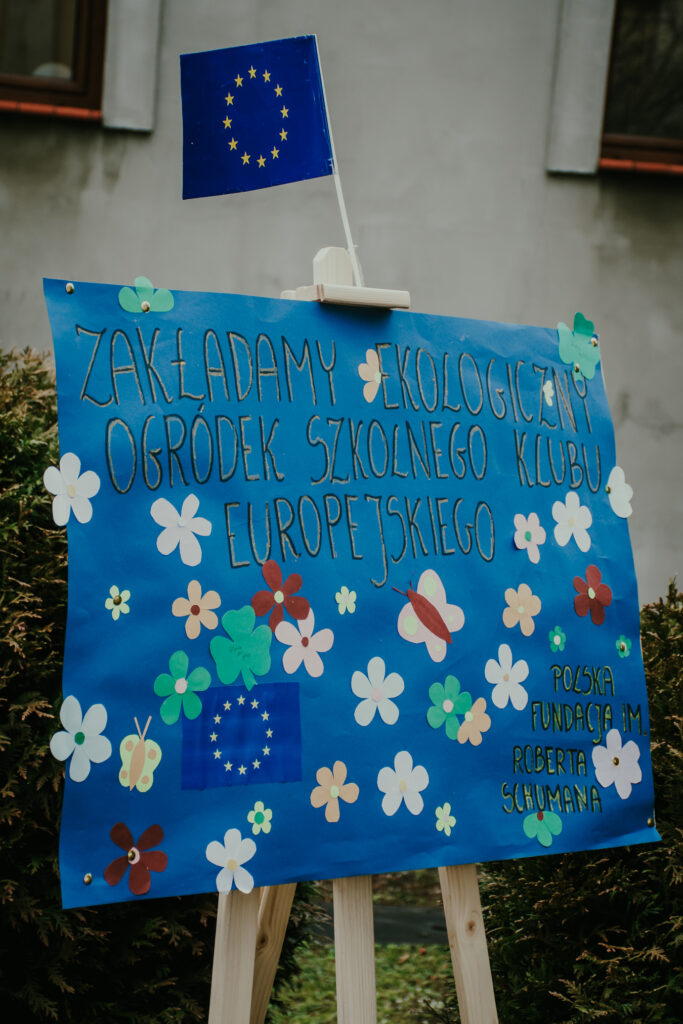 ZAKŁADAMY EKOLOGICZNY
OGRÓDEK SZKOLNEGO KLUBU
EUROPEJSKIEGO
POLSKA
FUNDACJA IM.
ROBERTA
SCHUMANA